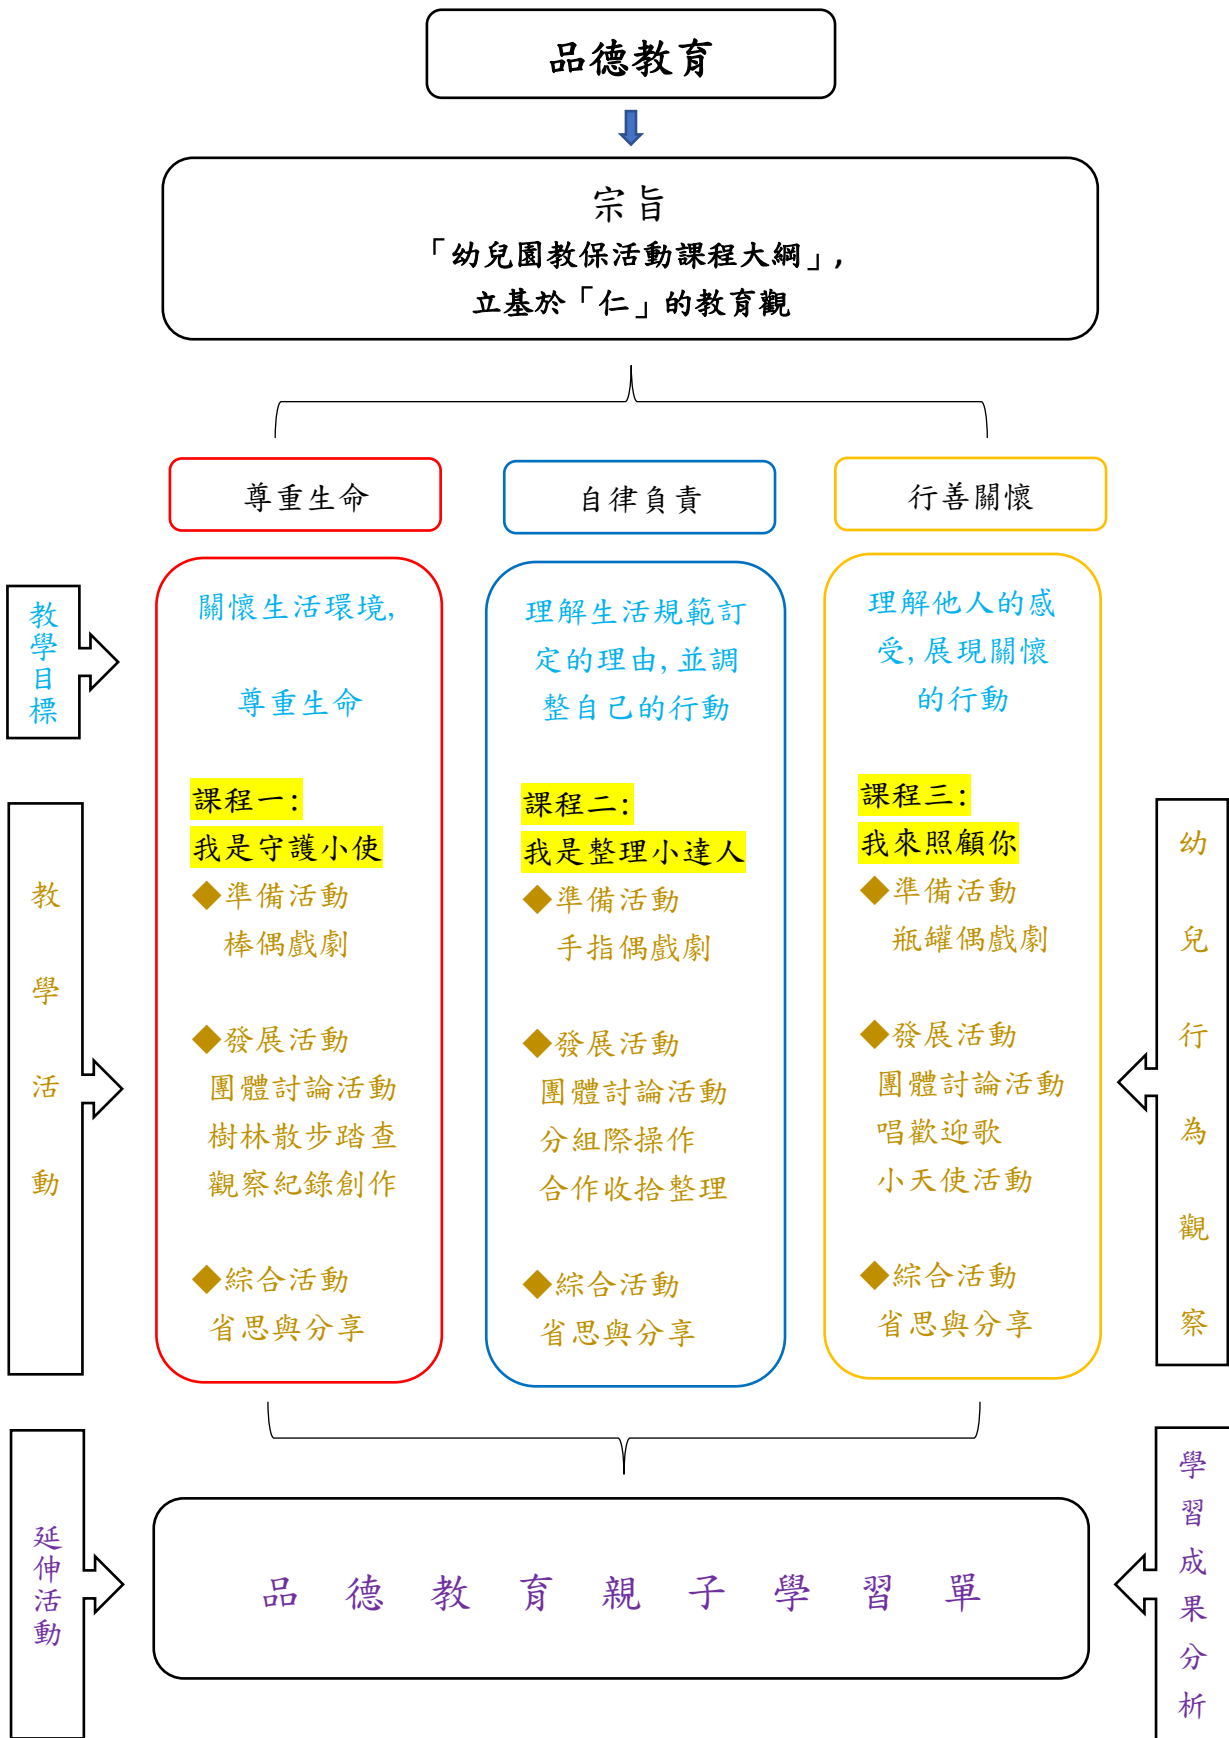 品德教育
宗旨
「幼兒園教保活動課程大綱」,
立基於「仁」的教育觀
尊重生命
自律負責
行善關懷
教學目標
關懷生活環境,
尊重生命
理解生活規範訂
定的理由, 並調
整自己的行動
理解他人的感
受, 展現關懷
的行動
教學活動
課程一:
我是守護小使
◆準備活動
棒偶戲劇
◆發展活動
團體討論活動
樹林散步踏查
觀察紀錄創作
◆綜合活動
省思與分享
課程二:
我是整理小達人
◆準備活動
手指偶戲劇
◆發展活動
團體討論活動
分組際操作
合作收拾整理
◆綜合活動
省思與分享
課程三:
我來照顧你
◆準備活動
瓶罐偶戲劇
◆發展活動
團體討論活動
唱歡迎歌
小天使活動
◆綜合活動
省思與分享
幼兒行為觀察
延伸活動
品德教育親子學習單
學習成果分析